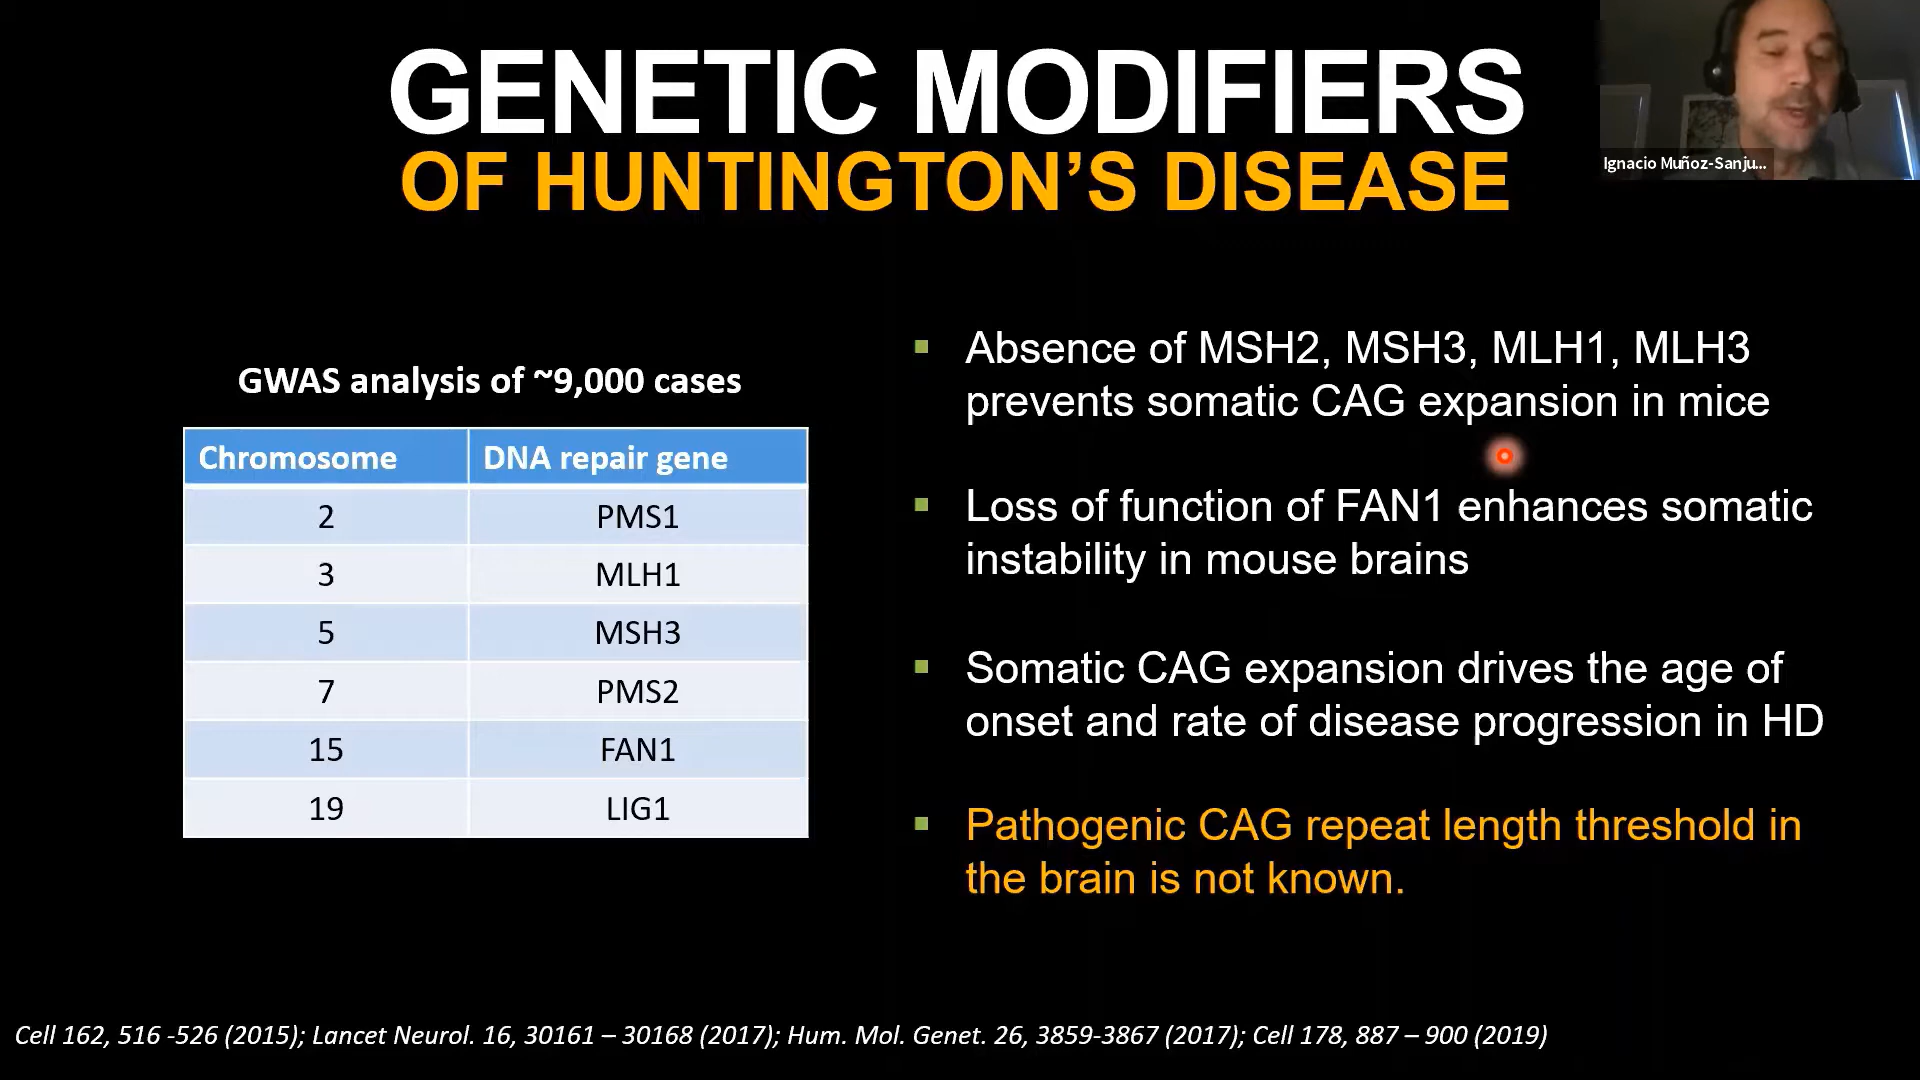 GENETIC MODIFIERS
OF HUNTINGTON’S DISEASE
Ignacio Muñoz-Sanju...
GWAS analysis of ~9,000 cases
Chromosome DNA repair gene
2 PMS1
3 MLH1
5 MSH3
7 PMS2
15 FAN1
19 LIG1
▪ Absence of MSH2, MSH3, MLH1, MLH3
prevents somatic CAG expansion in mice
▪ Loss of function of FAN1 enhances somatic
instability in mouse brains
▪ Somatic CAG expansion drives the age of
onset and rate of disease progression in HD
▪ Pathogenic CAG repeat length threshold in
the brain is not known.
Cell 162, 516 -526 (2015); Lancet Neurol. 16, 30161 – 30168 (2017); Hum. Mol. Genet. 26, 3859-3867 (2017); Cell 178, 887 – 900 (2019)